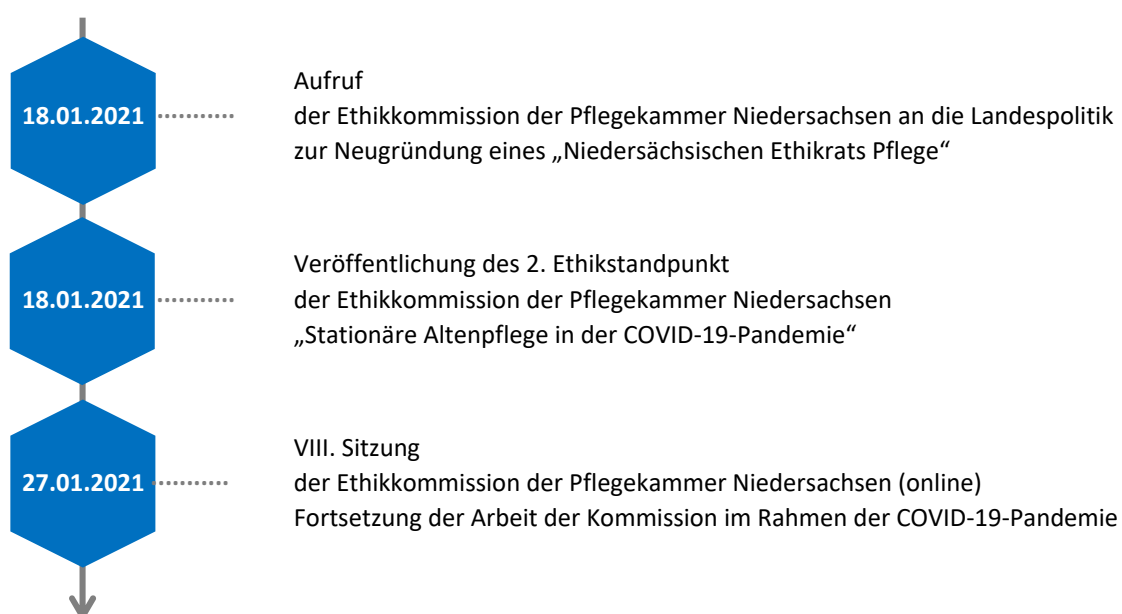 18.01.2021
Aufruf
der Ethikkommission der Pflegekammer Niedersachsen an die Landespolitik
zur Neugründung eines „Niedersächsischen Ethikrats Pflege“
18.01.2021
Veröffentlichung des 2. Ethikstandpunkt
der Ethikkommission der Pflegekammer Niedersachsen
„Stationäre Altenpflege in der COVID-19-Pandemie“
27.01.2021
VIII. Sitzung
der Ethikkommission der Pflegekammer Niedersachsen (online)
Fortsetzung der Arbeit der Kommission im Rahmen der COVID-19-Pandemie